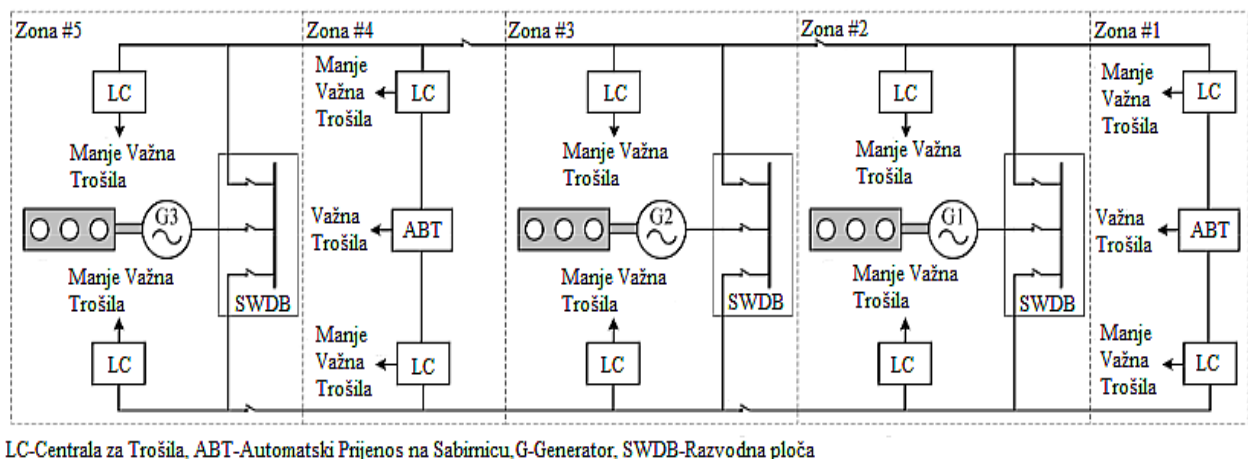 Zona #5
LC
Manje Važna
Trošila
G3
Manje Važna
Trošila
LC
SWDB
Zona #4
Manje
Važna
Trošila
LC
Važna
Trošila
ABT
Manje
Važna
Trošila
LC
Zona #3
LC
Manje Važna
Trošila
G2
Manje Važna
Trošila
LC
SWDB
Zona #2
LC
Manje Važna
Trošila
G1
Manje Važna
Trošila
LC
SWDB
Zona #1
Manje
Važna
Trošila
LC
Važna
Trošila
ABT
Manje
Važna
Trošila
LC
LC-Centrala za Trošila, ABT-Automatski Prijenos na Sabirnicu,G-Generator, SWDB-Razvodna ploča